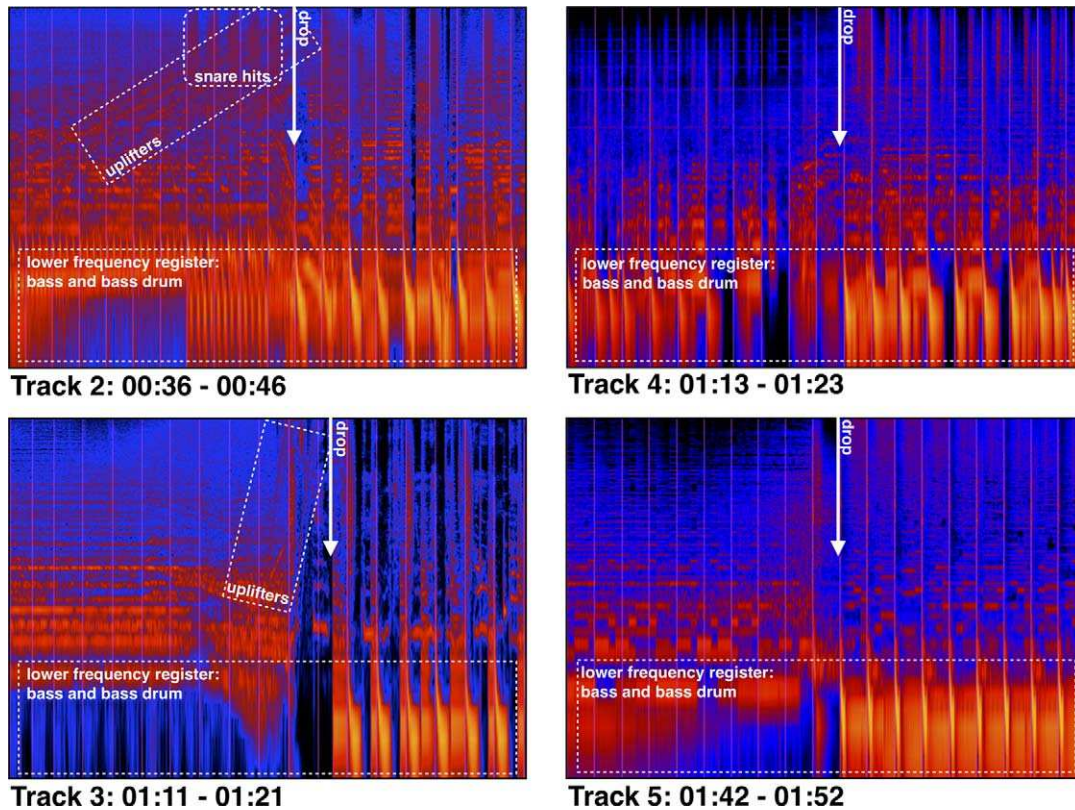 snare hits
uplifters
drop
lower frequency register:
bass and bass drum
Track 2: 00:36 - 00:46
drop
lower frequency register:
bass and bass drum
Track 4: 01:13 - 01:23
uplifters
drop
lower frequency register:
bass and bass drum
Track 3: 01:11 - 01:21
drop
lower frequency register:
bass and bass drum
Track 5: 01:42 - 01:52